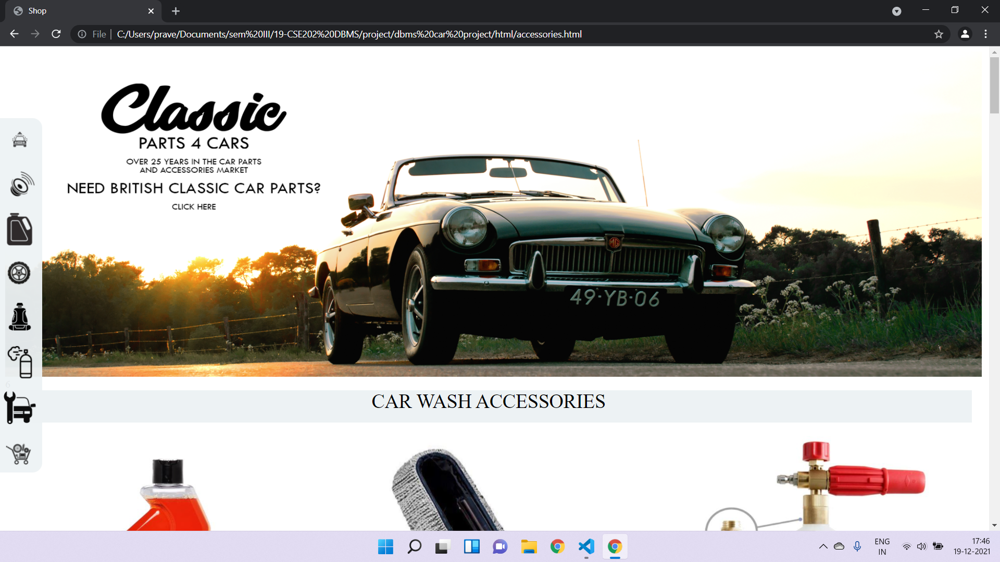 Shop
File
C:/Users/prave/Documents/sem%20III/19-CSE202%20DBMS/project/dbms%20car%20project/html/accessories.html
Classic
PARTS 4 CARS
OVER 25 YEARS IN THE CAR PARTS
AND ACCESSORIES MARKET
NEED BRITISH CLASSIC CAR PARTS?
CLICK HERE
MG
49-YB-06
6
CAR WASH ACCESSORIES
ENG
IN
17:46
19-12-2021